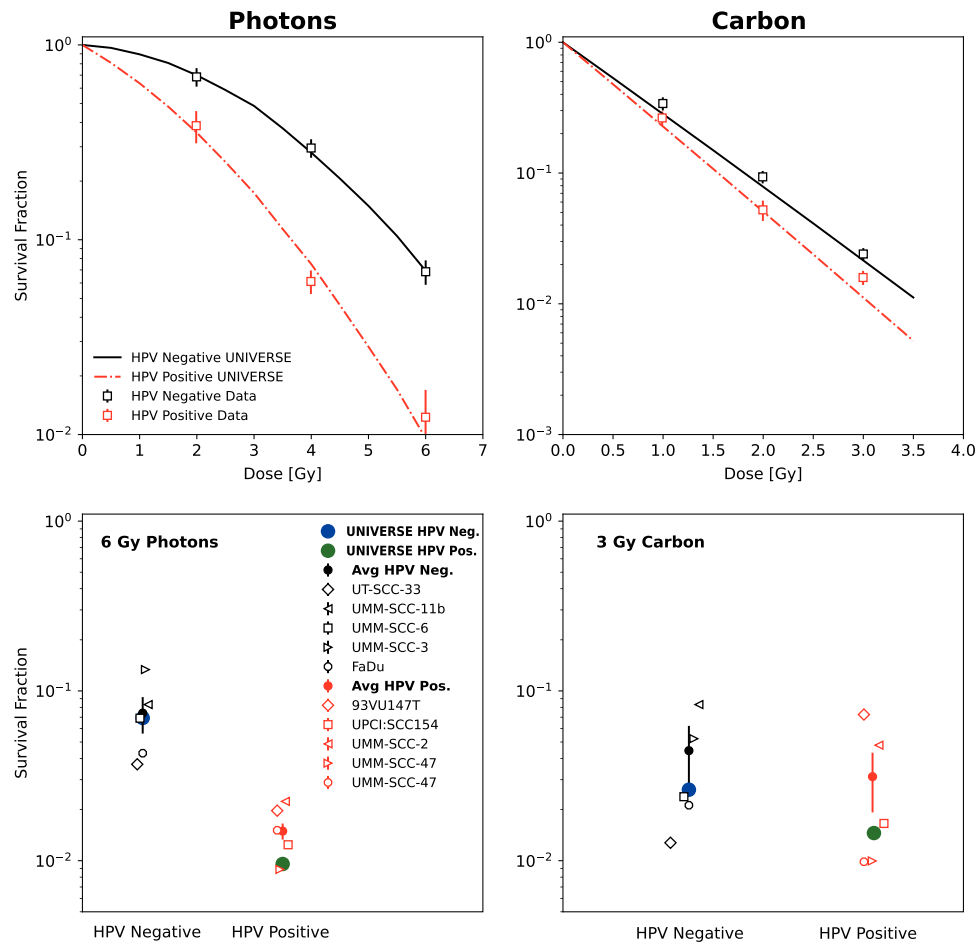 Photons
Carbon
10^0
10^-1
10^-2
Survival Fraction
HPV Negative UNIVERSE
HPV Positive UNIVERSE
HPV Negative Data
HPV Positive Data
0 1 2 3 4 5 6 7
Dose [Gy]
10^0
10^-1
10^-2
10^-3
0.0 0.5 1.0 1.5 2.0 2.5 3.0 3.5 4.0
Dose [Gy]
10^0
10^-1
10^-2
Survival Fraction
6 Gy Photons
UNIVERSE HPV Neg.
UNIVERSE HPV Pos.
Avg HPV Neg.
UT-SCC-33
UMM-SCC-11b
UMM-SCC-6
UMM-SCC-3
FaDu
Avg HPV Pos.
93VU147T
UPCI:SCC154
UMM-SCC-2
UMM-SCC-47
UMM-SCC-47
HPV Negative HPV Positive
10^0
10^-1
10^-2
3 Gy Carbon
HPV Negative HPV Positive